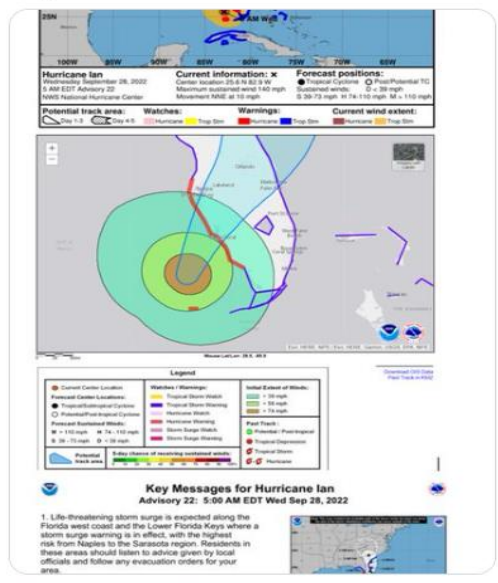 25N
AM Wed
100W 95W 90W 85W 80W 75W 70W 65W
Hurricane Ian
Wednesday September 28, 2022
5 AM EDT Advisory 22
NWS National Hurricane Center
Current information: x
Center location 25.6 N 82.9 W
Maximum sustained wind 140 mph
Movement NNE at 10 mph
Forecast positions:
Tropical Cyclone Post/Potential TC
Sustained winds: D < 39 mph
S 39-73 mph H 74-110 mph M > 110 mph
Potential track area:
Day 1-3 Day 4-5
Watches:
Hurricane Trop Stm
Warnings:
Hurricane Trop Stm
Current wind extent:
Hurricane Trop Stm
+
−
Orlando
Lakeland
Legend
Current Center Location
Forecast Center Locations:
Tropical/Subtropical Cyclone
Potential/Post-tropical Cyclone
Forecast Sustained Winds:
M > 110 mph H 74 - 110 mph
S 39 - 73 mph D < 39 mph
Potential
track area
Watches / Warnings:
Tropical Storm Watch
Tropical Storm Warning
Hurricane Watch
Hurricane Warning
Storm Surge Watch
Storm Surge Warning
5-day chance of receiving sustained winds:
Initial Extent of Winds:
Past Track:
Potential / Post-tropical
Tropical Depression
Tropical Storm
Hurricane
Download GIS Data
Key Messages for Hurricane Ian
Advisory 22: 5:00 AM EDT Wed Sep 28, 2022
1. Life-threatening storm surge is expected along the
Florida west coast and the Lower Florida Keys where a
storm surge warning is in effect, with the highest
risk from Naples to the Sarasota region. Residents in
these areas should listen to advice given by local
officials and follow any evacuation orders for your
area.